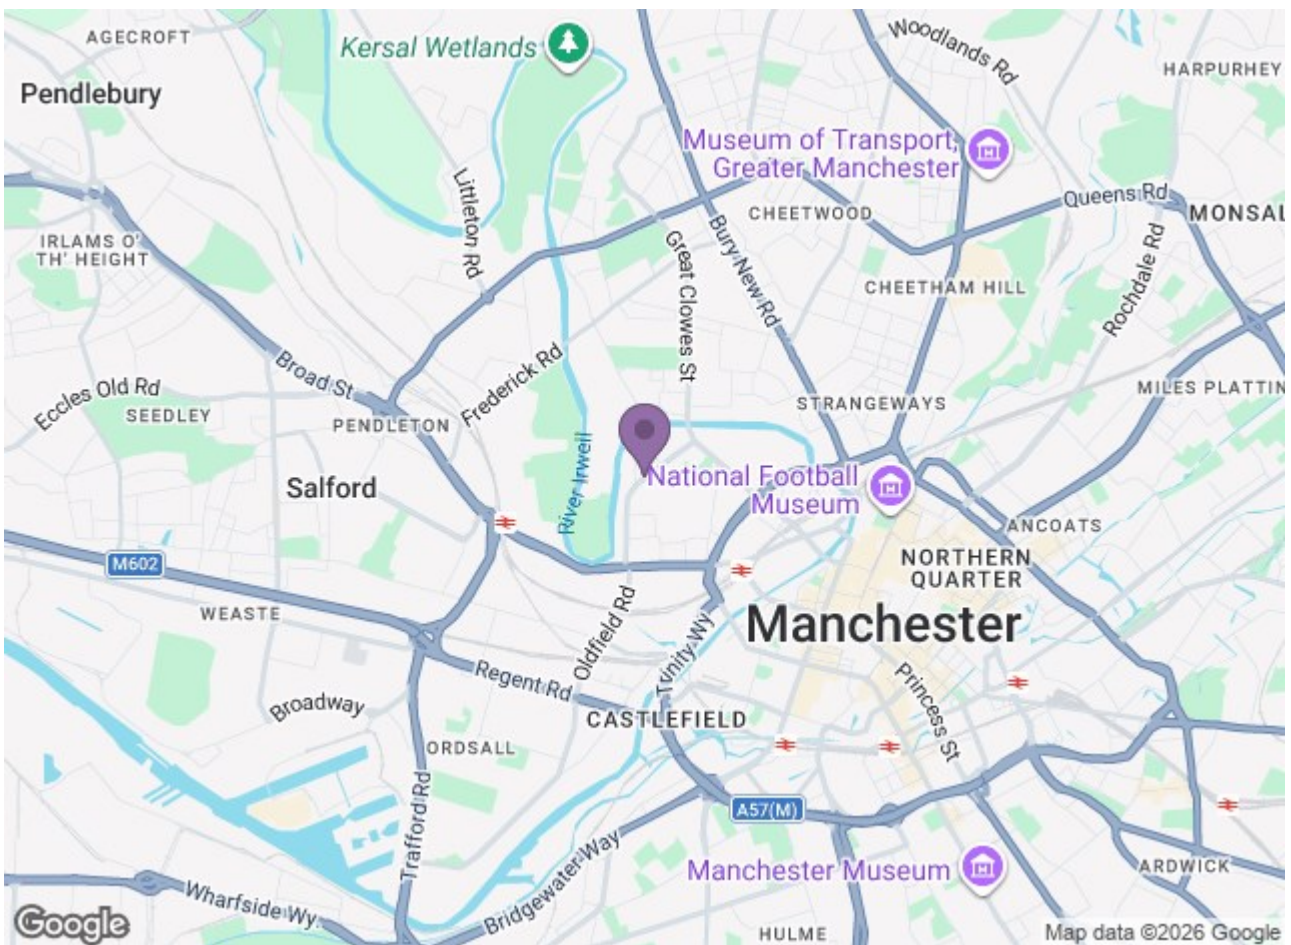 AGECROFT
Kersal Wetlands
Woodlands Rd
HARPURHEY
Pendlebury
Museum of Transport,
Greater Manchester
Littleton Rd
Queens Rd
CHEETWOOD
MONSAL
IRLAMS O'
TH' HEIGHT
Great Clowes St
Bury New Rd
Rochdale Rd
CHEETHAM HILL
Broad St
Frederick Rd
Eccles Old Rd
SEEDLEY
PENDLETON
STRANGEWAYS
MILES PLATTIN
River Irwell
National Football
Museum
Salford
ANCOATS
NORTHERN
QUARTER
M602
WEASTE
Oldfield Rd
Manchester
Trinity Wy
Regent Rd
Princess St
Broadway
CASTLEFIELD
ORDSALL
Trafford Rd
A57(M)
Bridgewater Way
Manchester Museum
ARDWICK
Wharfside Wy.
Google
HULME
Map data ©2026 Google